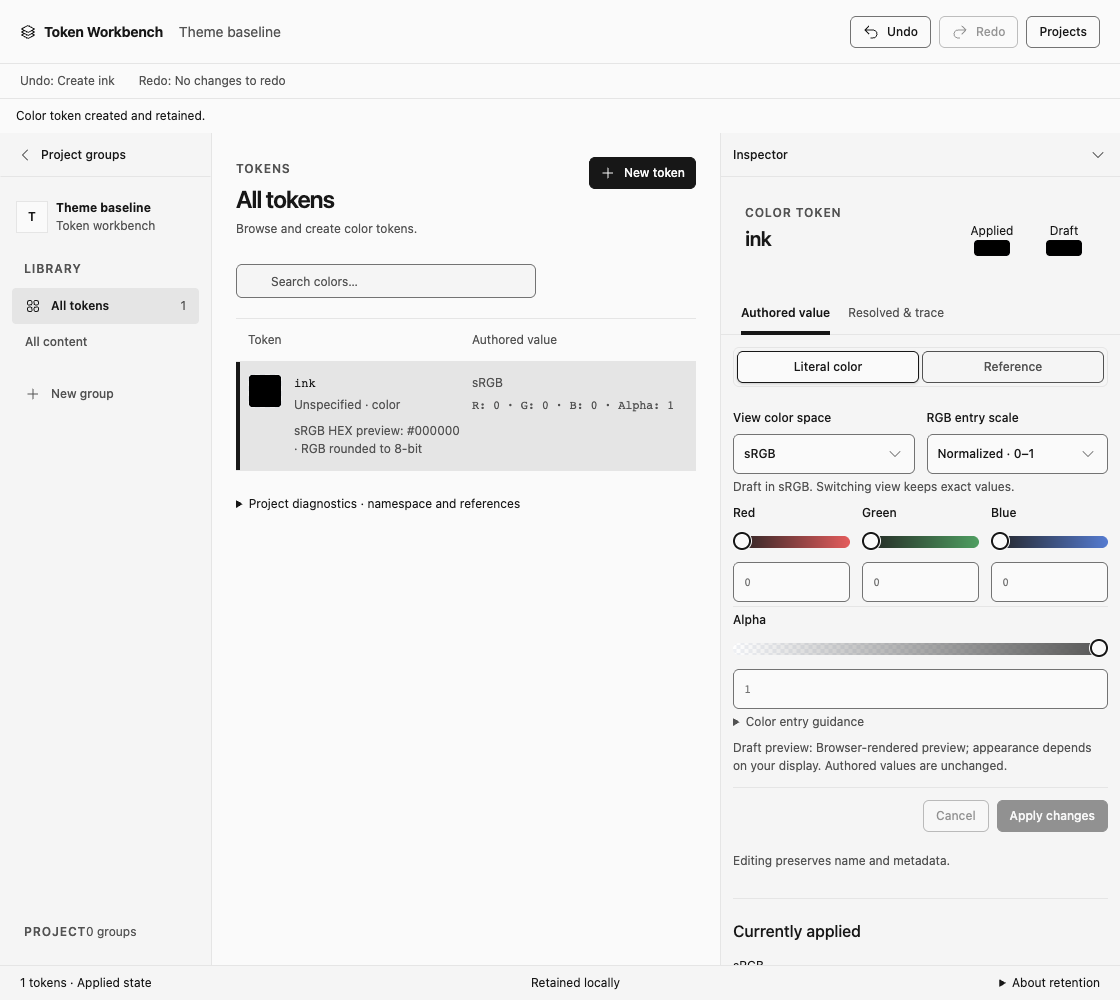 Token Workbench Theme baseline
Undo Redo Projects
Undo: Create ink Redo: No changes to redo
Color token created and retained.
Project groups
T
Theme baseline
Token workbench
LIBRARY
All tokens 1
All content
New group
PROJECT0 groups
TOKENS
All tokens
Browse and create color tokens.
New token
Search colors...
Token Authored value
ink
Unspecified · color
sRGB HEX preview: #000000
· RGB rounded to 8-bit
sRGB
R: 0 · G: 0 · B: 0 · Alpha: 1
Project diagnostics · namespace and references
Inspector
COLOR TOKEN
ink
Applied Draft
Authored value Resolved & trace
Literal color Reference
View color space RGB entry scale
sRGB Normalized · 0–1
Draft in sRGB. Switching view keeps exact values.
Red Green Blue
0 0 0
Alpha
1
Color entry guidance
Draft preview: Browser-rendered preview; appearance depends
on your display. Authored values are unchanged.
Cancel Apply changes
Editing preserves name and metadata.
Currently applied
sRGB
1 tokens · Applied state Retained locally About retention